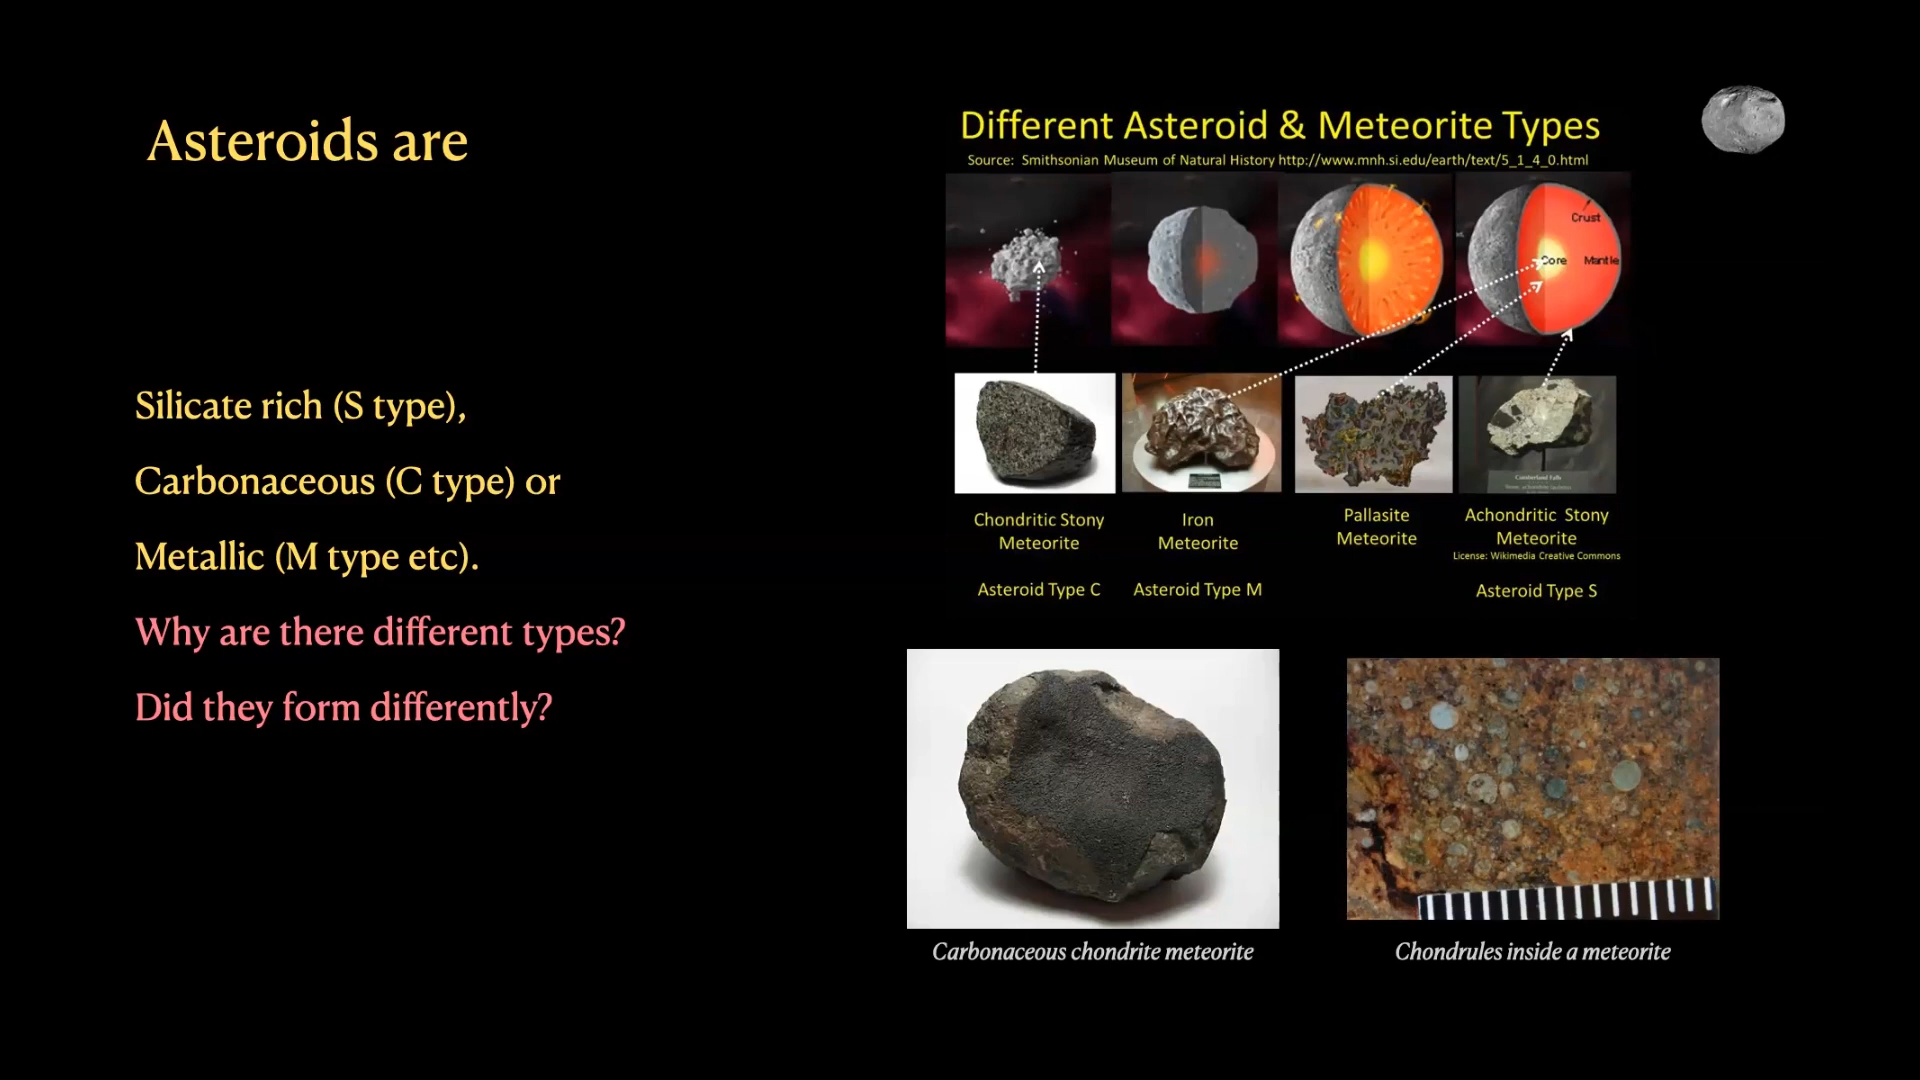 Asteroids are
Silicate rich (S type),
Carbonaceous (C type) or
Metallic (M type etc).
Why are there different types?
Did they form differently?
Different Asteroid & Meteorite Types
Source: Smithsonian Museum of Natural History http://www.mnh.si.edu/earth/text/5_1_4_0.html
Crust
Core
Mantle
Cumberland Falls
Chondritic Stony
Meteorite
Asteroid Type C
Iron
Meteorite
Asteroid Type M
Pallasite
Meteorite
Achondritic Stony
Meteorite
License: Wikimedia Creative Commons
Asteroid Type S
Carbonaceous chondrite meteorite
Chondrules inside a meteorite